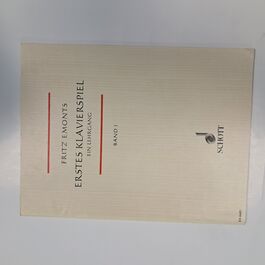 FRITZ EMONTS
ERSTES KLAVIERSPIEL
EIN LEHRGANG
BAND I
SCHOTT